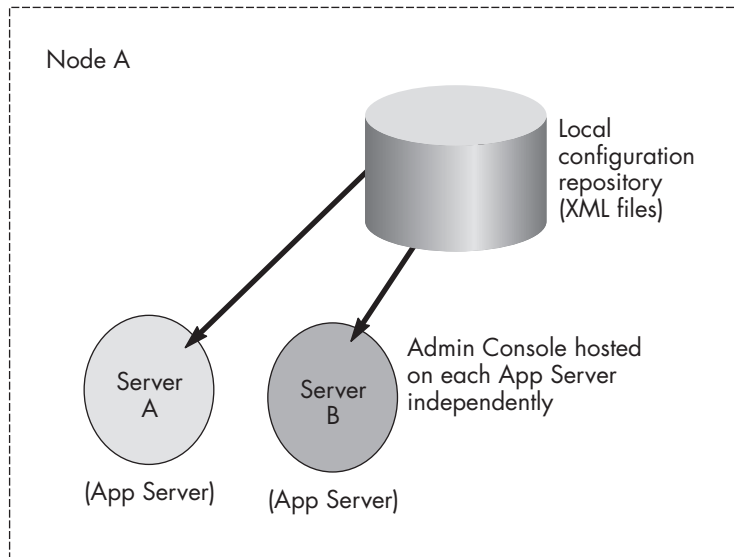 Node A
Local
configuration
repository
(XML files)
Server
A
Server
B
Admin Console hosted
on each App Server
independently
(App Server)
(App Server)